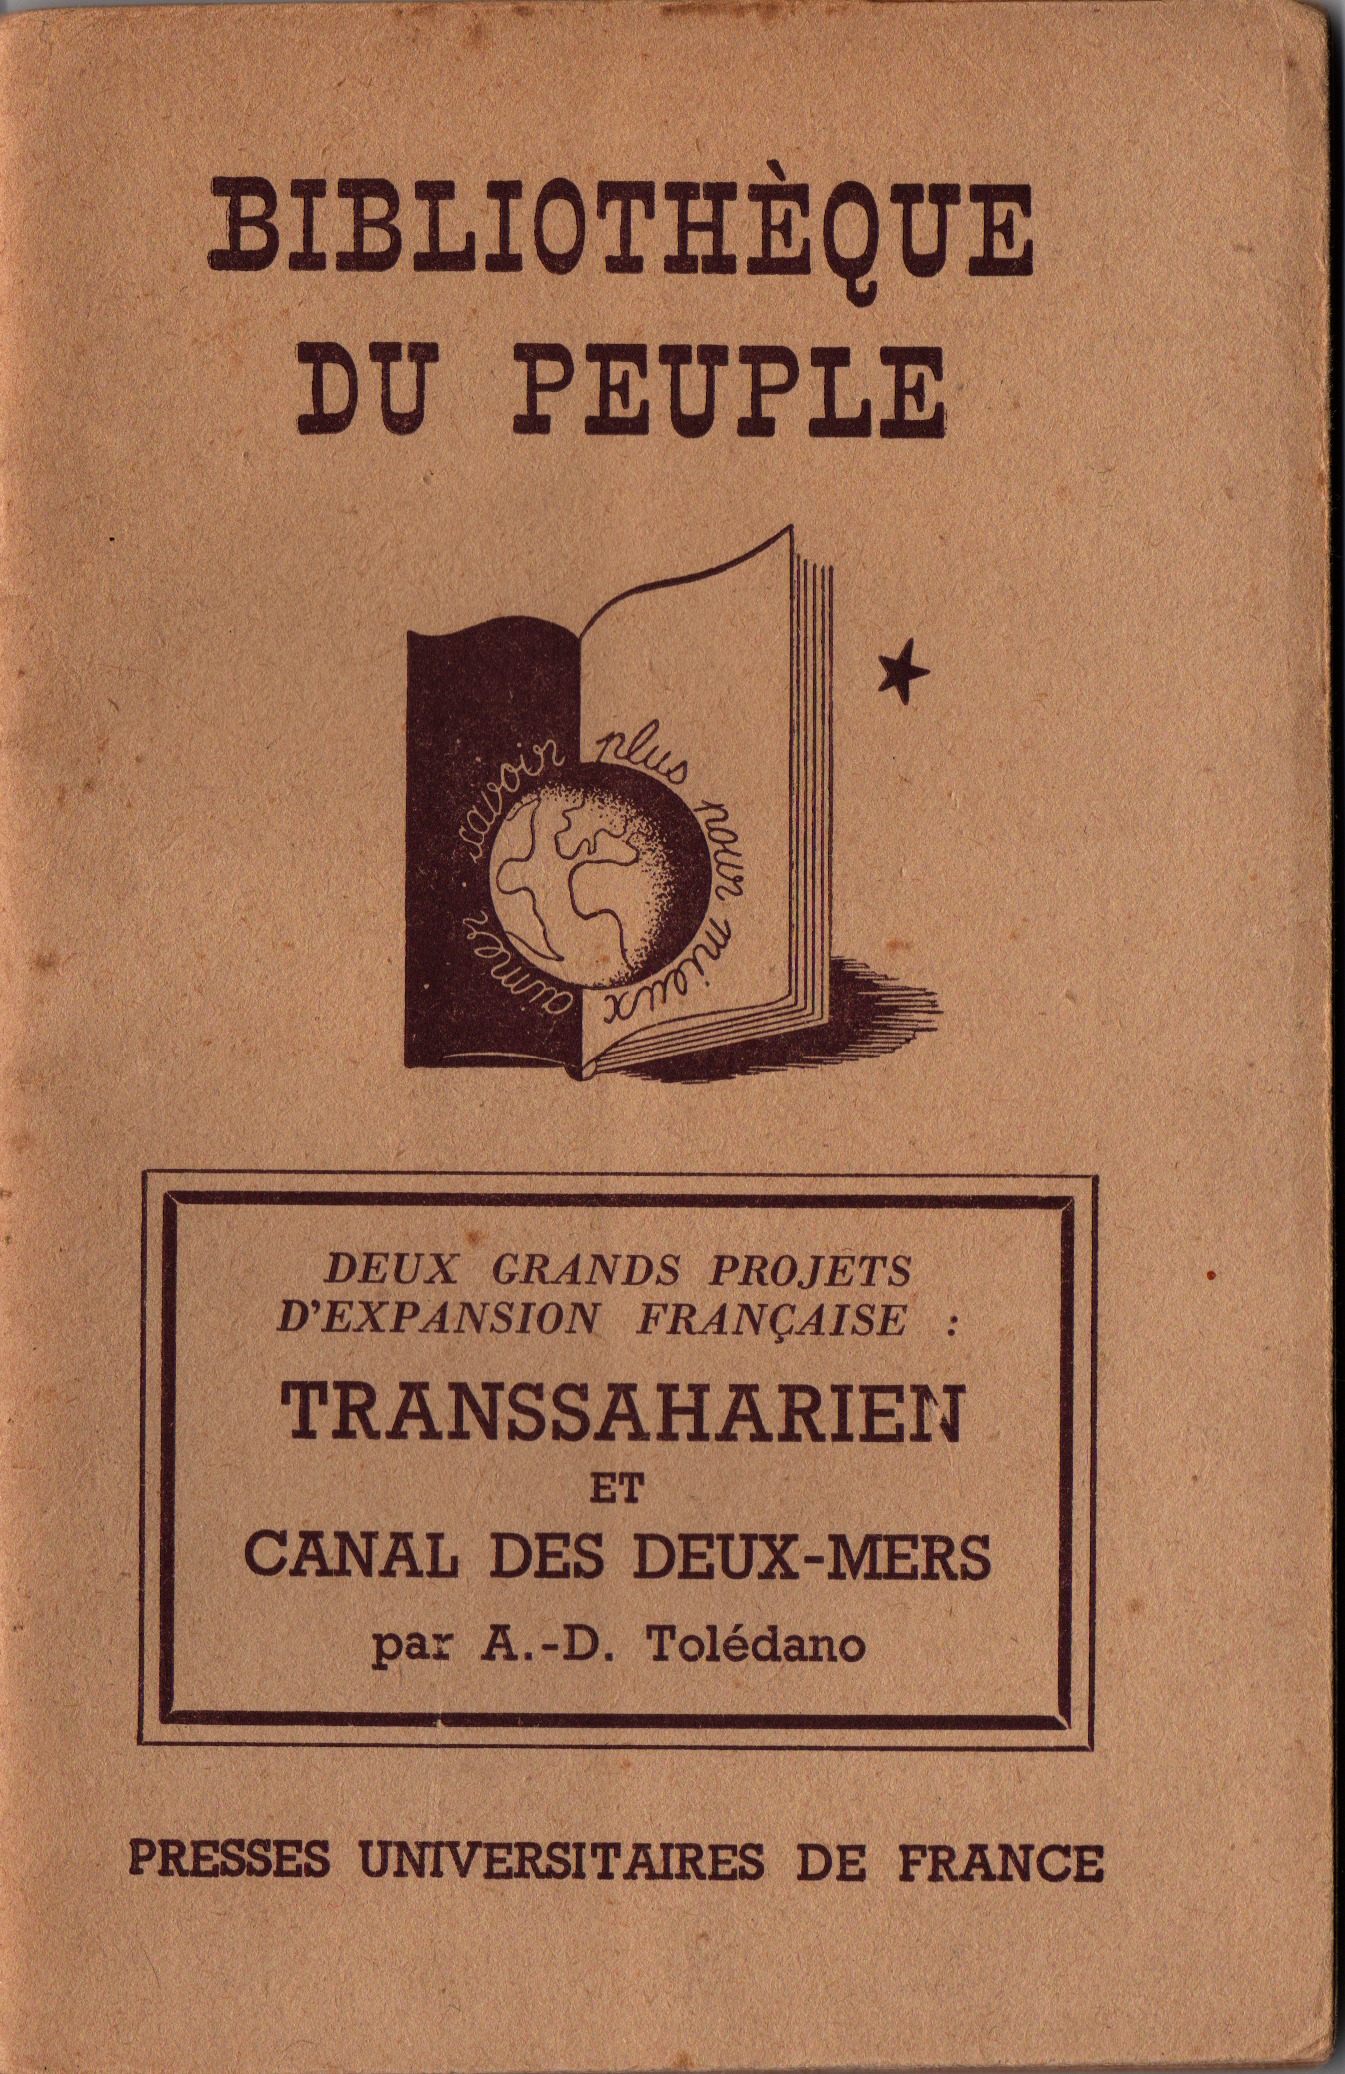 BIBLIOTHÈQUE
DU PEUPLE
savoir plus pour mieux aimer
DEUX GRANDS PROJETS
D'EXPANSION FRANÇAISE :
TRANSSAHARIEN
ET
CANAL DES DEUX-MERS
par A.-D. Tolédano
PRESSES UNIVERSITAIRES DE FRANCE